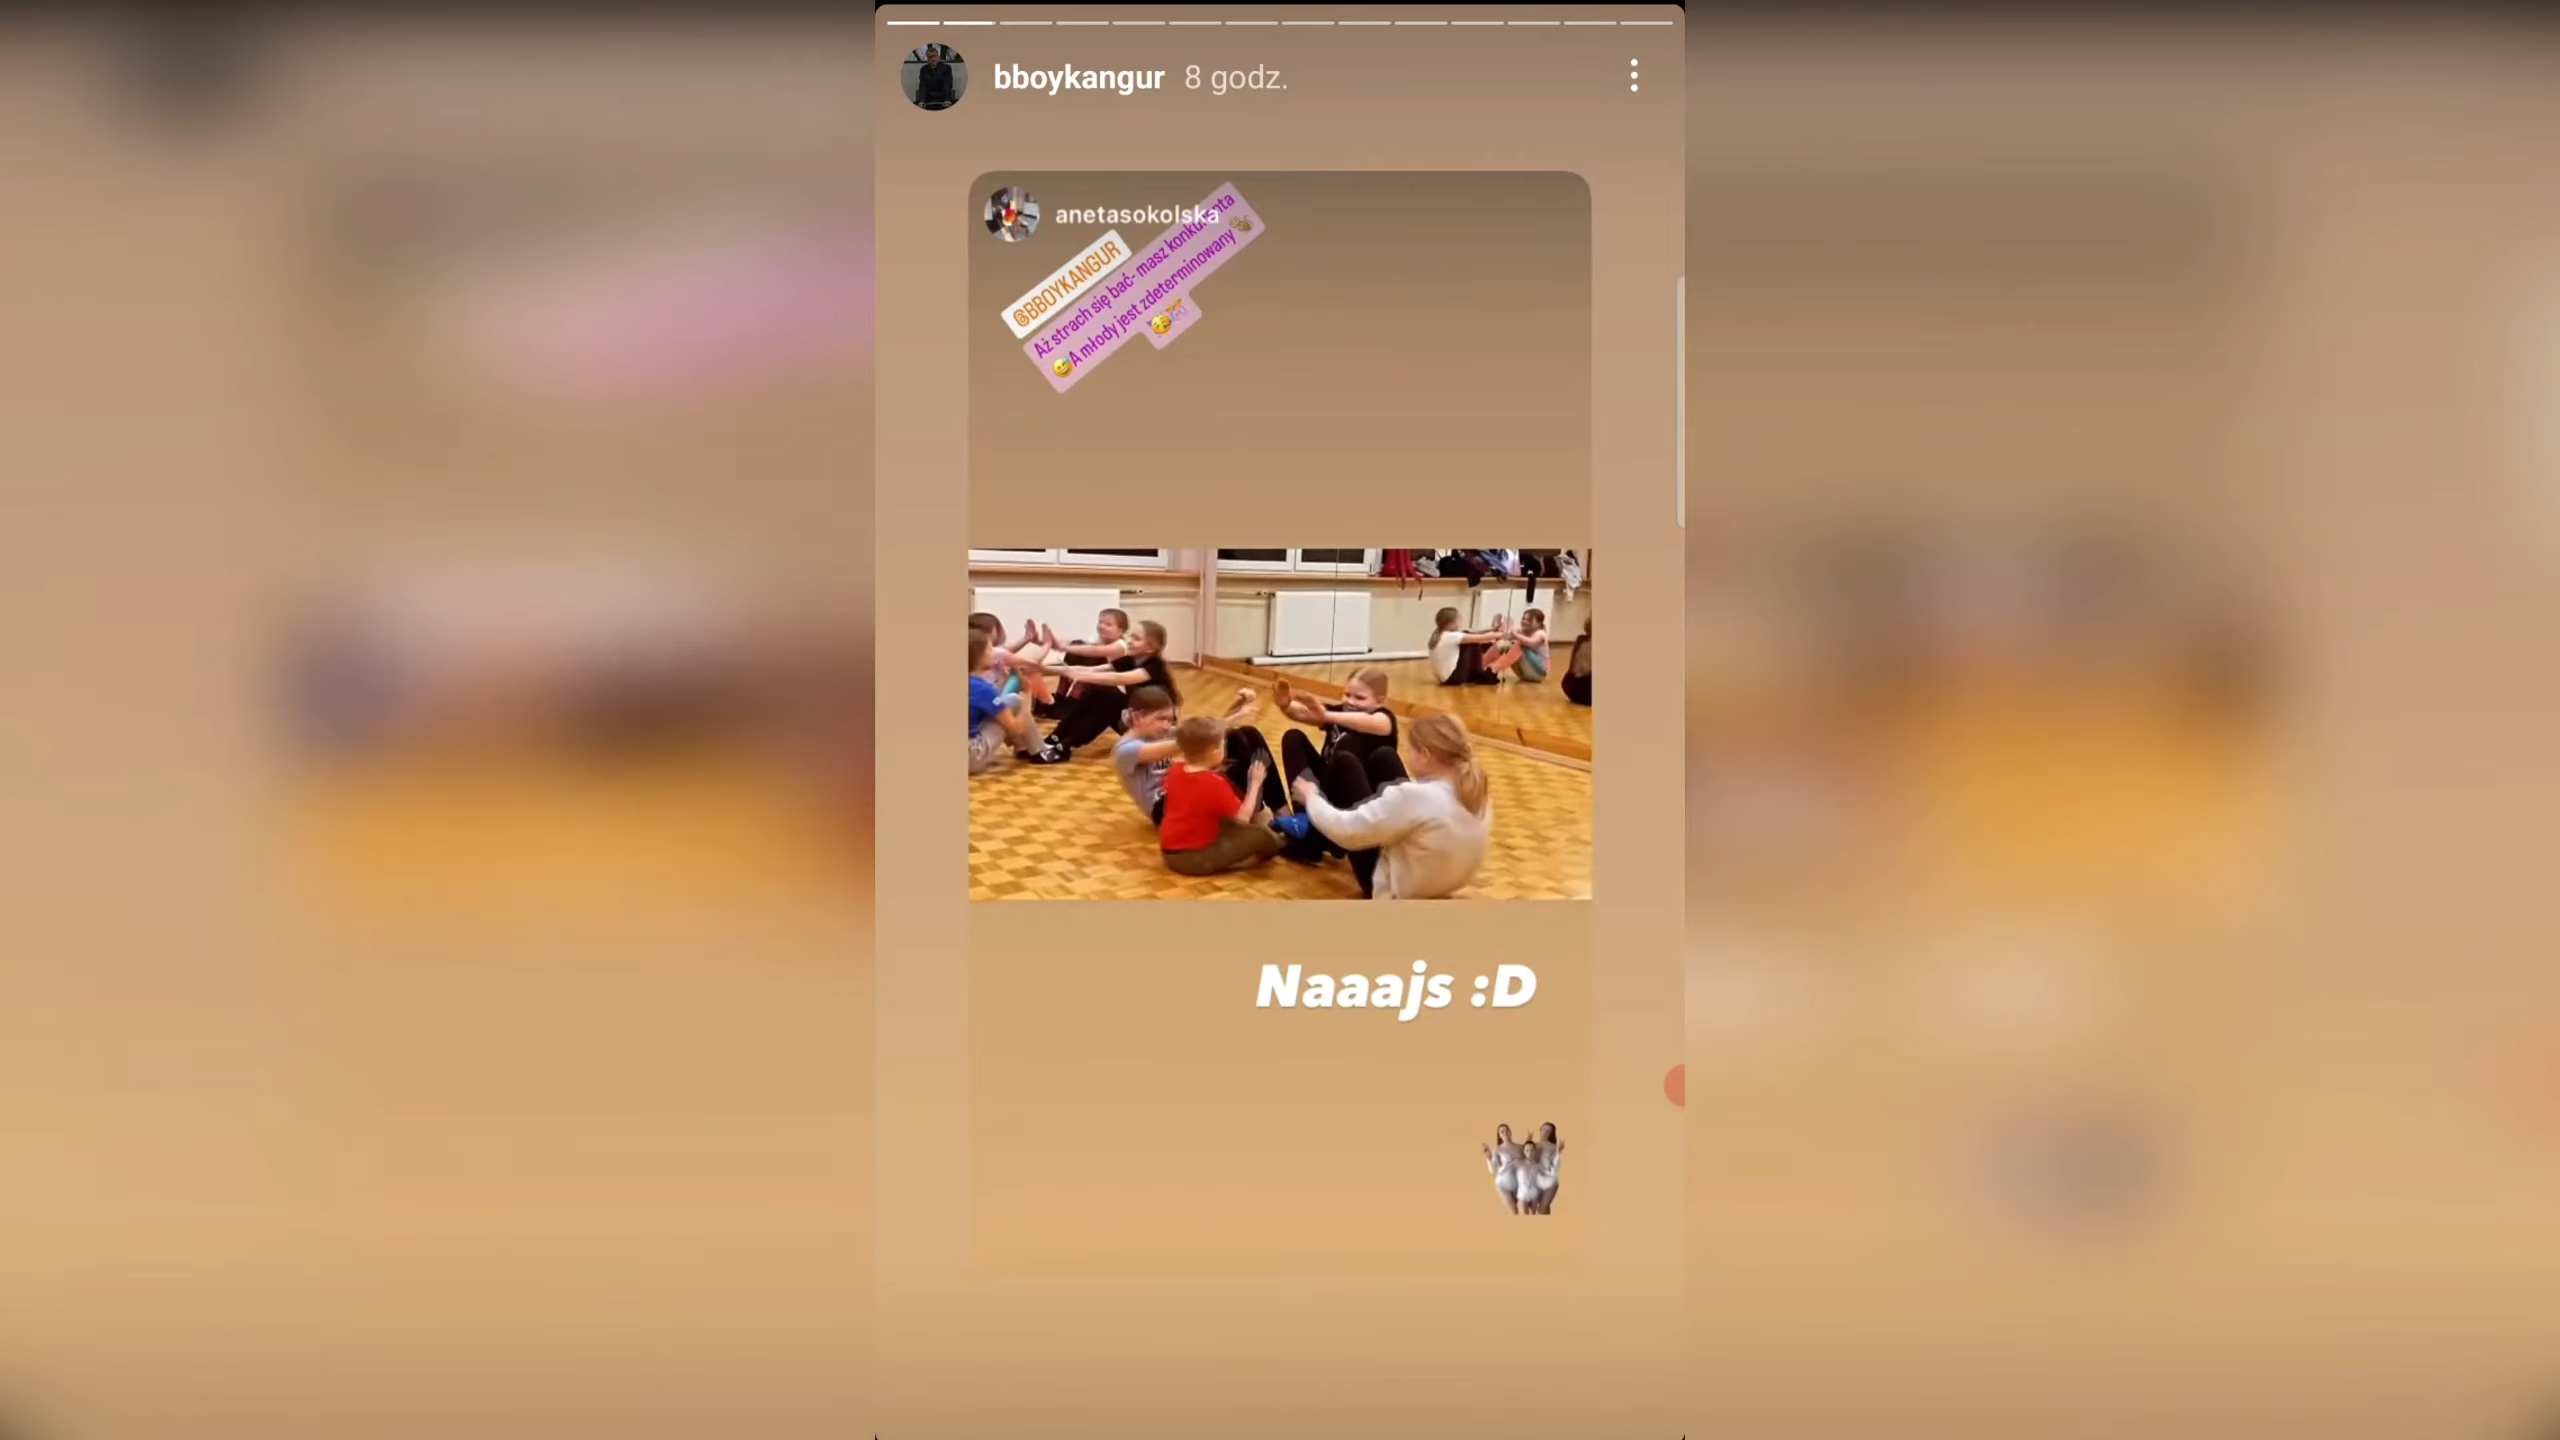 bboykangur 8 godz.
anetasokolska
@BBOYKANGUR
Aż strach się bać- masz konkurenta
😅A młody jest zdeterminowany
Naaajs :D